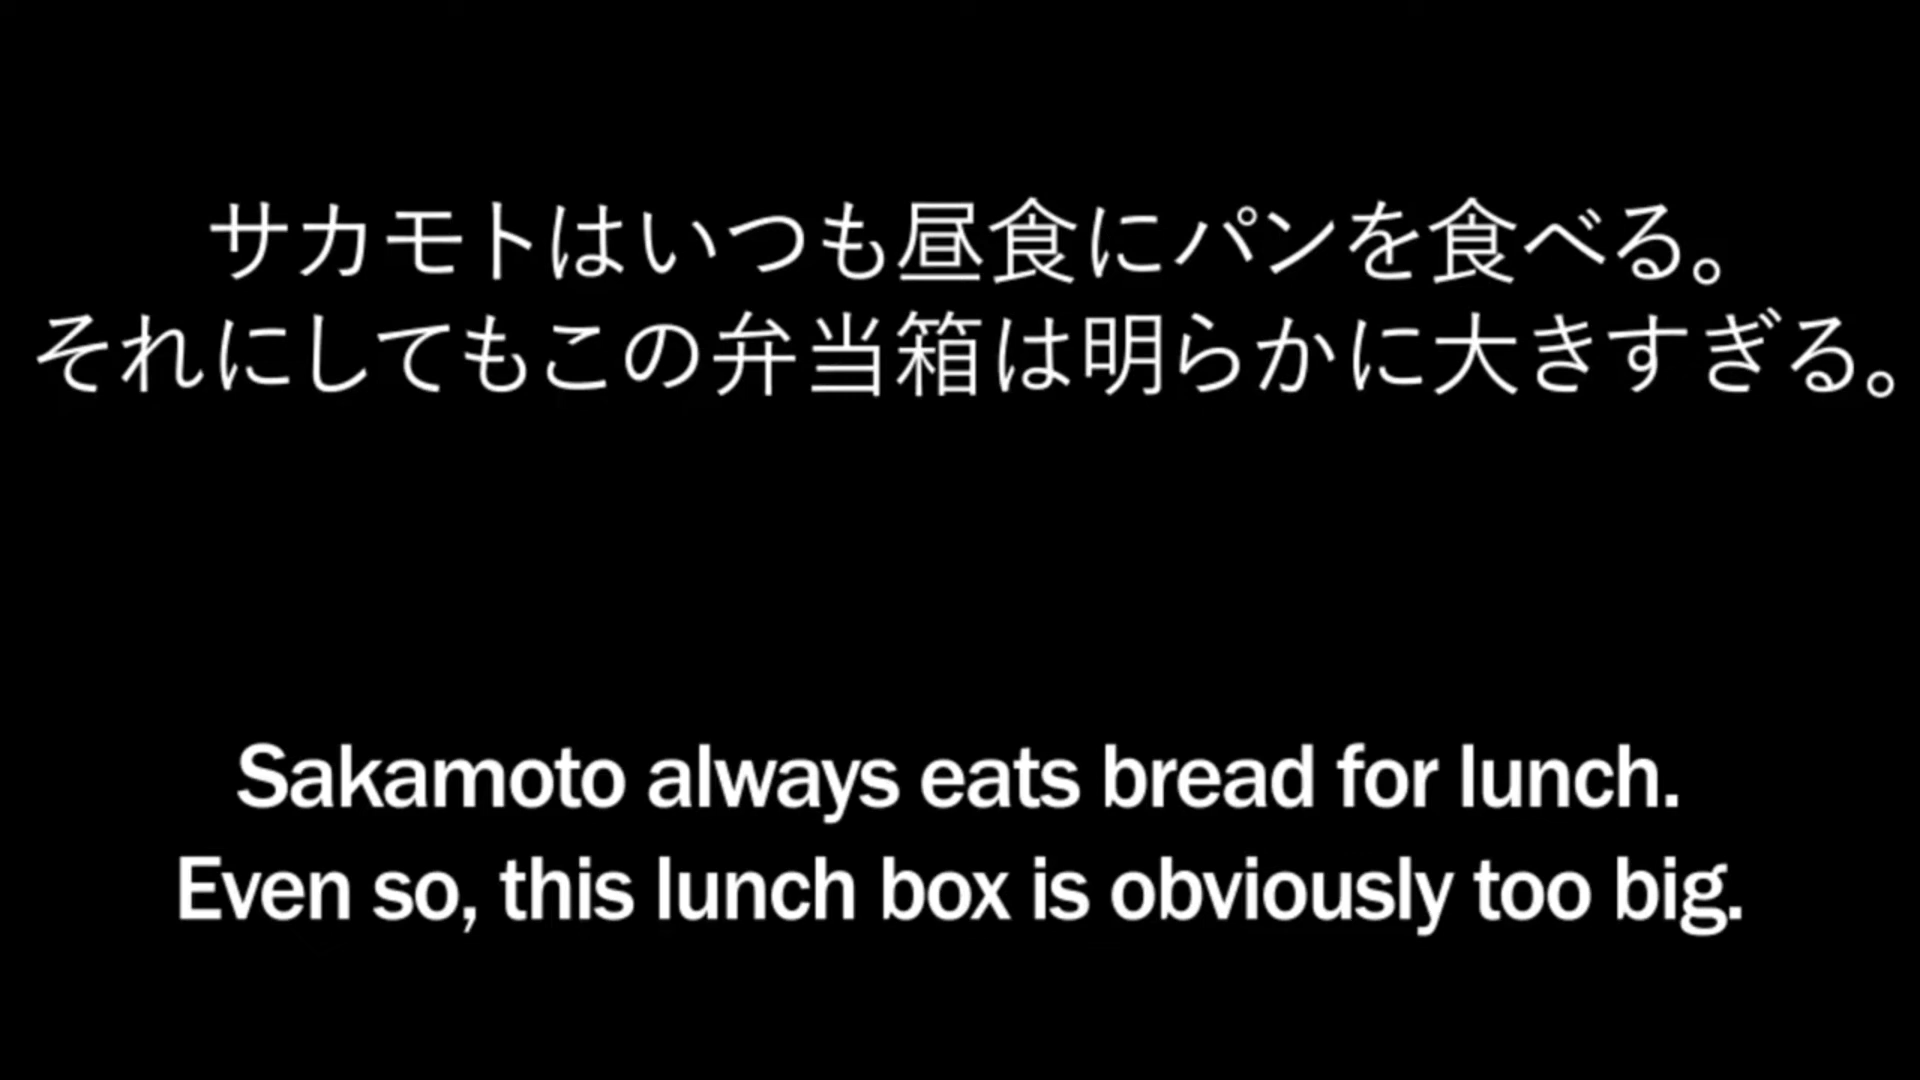 サカモトはいつも昼食にパンを食べる。
それにしてもこの弁当箱は明らかに大きすぎる。
Sakamoto always eats bread for lunch.
Even so, this lunch box is obviously too big.